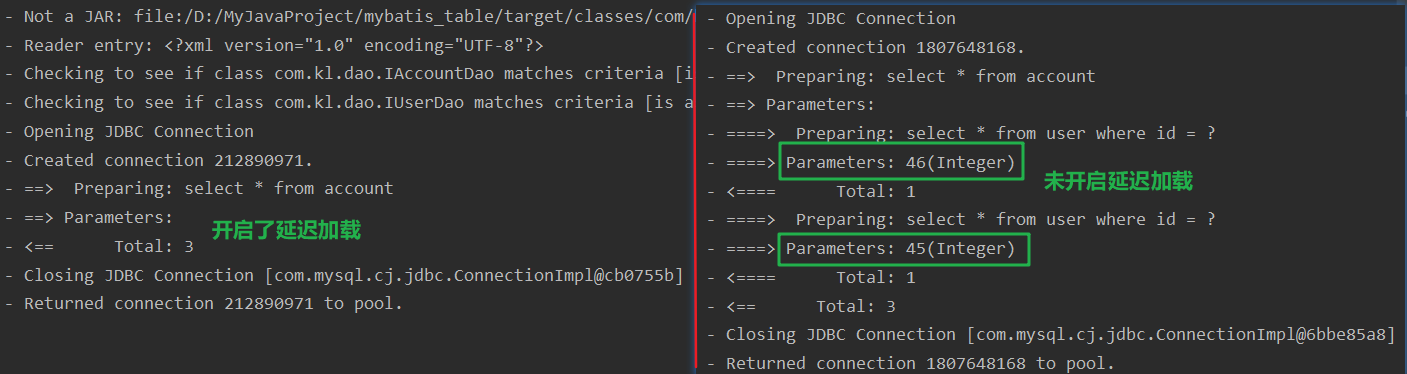 - Not a JAR: file:/D:/MyJavaProject/mybatis_table/target/classes/com/
- Reader entry: <?xml version="1.0" encoding="UTF-8"?>
- Checking to see if class com.kl.dao.IAccountDao matches criteria [i
- Checking to see if class com.kl.dao.IUserDao matches criteria [is a
- Opening JDBC Connection
- Created connection 212890971.
- ==>  Preparing: select * from account
- ==> Parameters:
开启了延迟加载
- <==      Total: 3
- Closing JDBC Connection [com.mysql.cj.jdbc.ConnectionImpl@cb0755b]
- Returned connection 212890971 to pool.
- Opening JDBC Connection
- Created connection 1807648168.
- ==>  Preparing: select * from account
- ==> Parameters:
- ====>  Preparing: select * from user where id = ?
- ====> Parameters: 46(Integer)
未开启延迟加载
- <====      Total: 1
- ====>  Preparing: select * from user where id = ?
- ====> Parameters: 45(Integer)
- <====      Total: 1
- <==      Total: 3
- Closing JDBC Connection [com.mysql.cj.jdbc.ConnectionImpl@6bbe85a8]
- Returned connection 1807648168 to pool.